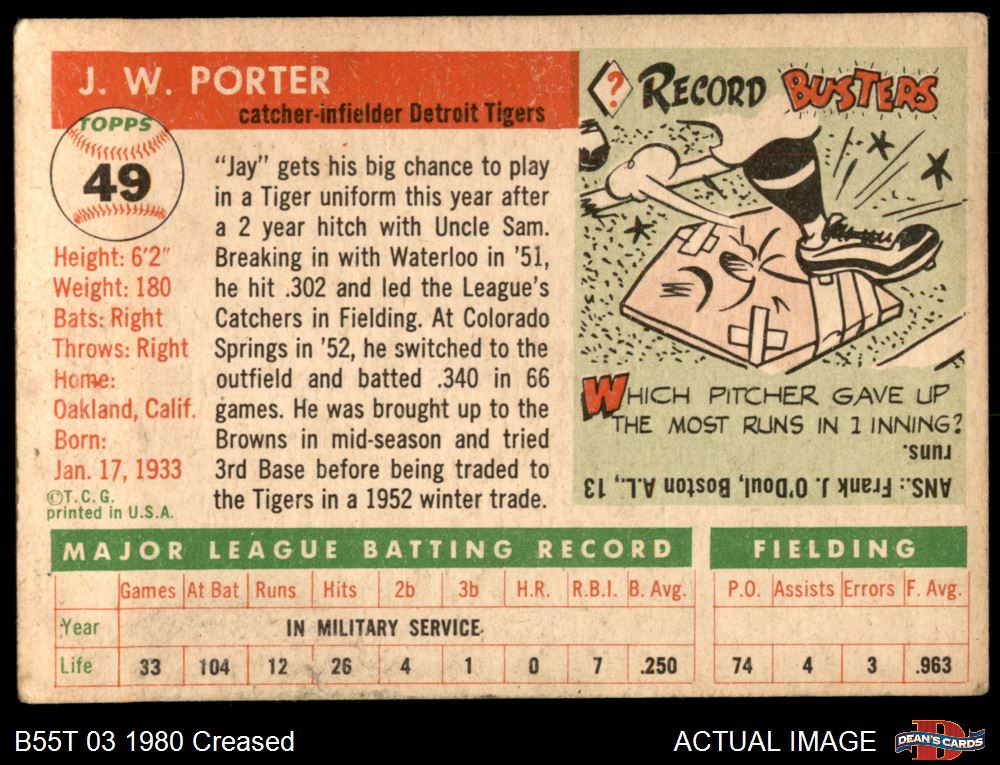 J. W. PORTER
catcher-infielder Detroit Tigers
TOPPS
49
Height: 6'2"
Weight: 180
Bats: Right
Throws: Right
Home:
Oakland, Calif.
Born:
Jan. 17, 1933
©T.C.G.
printed in U.S.A.
"Jay" gets his big chance to play
in a Tiger uniform this year after
a 2 year hitch with Uncle Sam.
Breaking in with Waterloo in '51,
he hit .302 and led the League's
Catchers in Fielding. At Colorado
Springs in '52, he switched to the
outfield and batted .340 in 66
games. He was brought up to the
Browns in mid-season and tried
3rd Base before being traded to
the Tigers in a 1952 winter trade.
? RECORD BUSTERS
WHICH PITCHER GAVE UP
THE MOST RUNS IN 1 INNING?
ANS.: Frank J. O'Doul, Boston A.L., 13
runs.
MAJOR LEAGUE BATTING RECORD FIELDING
Games At Bat Runs Hits 2b 3b H.R. R.B.I. B. Avg. P.O. Assists Errors F. Avg.
Year IN MILITARY SERVICE
Life 33 104 12 26 4 1 0 7 .250 74 4 3 .963
B55T 03 1980 Creased
ACTUAL IMAGE
DEAN'S CARDS